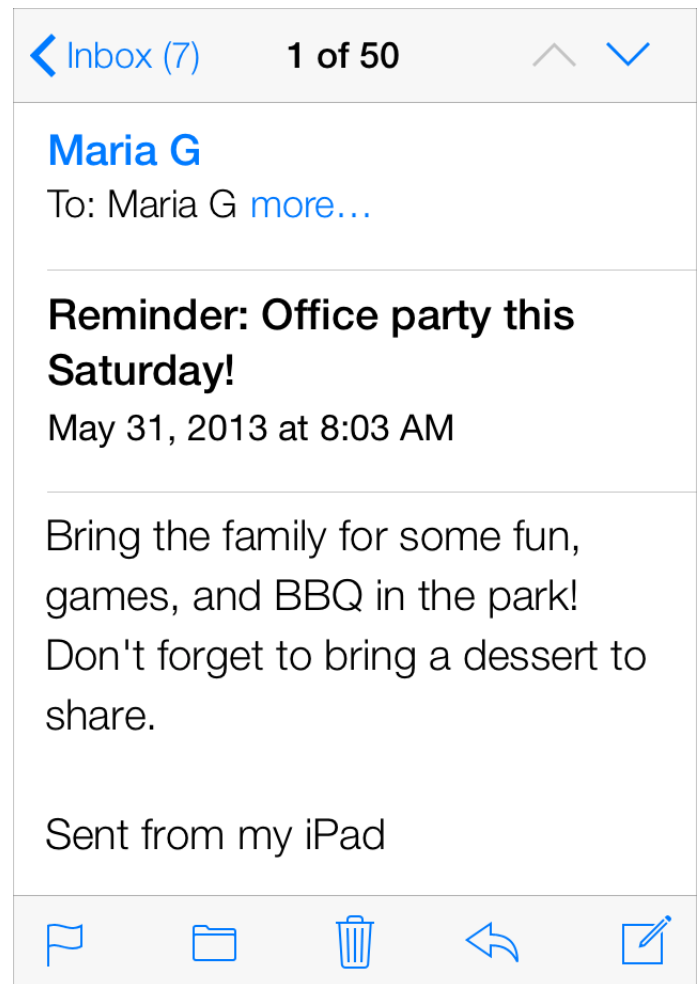 Inbox (7) 1 of 50
Maria G
To: Maria G more...
Reminder: Office party this
Saturday!
May 31, 2013 at 8:03 AM
Bring the family for some fun,
games, and BBQ in the park!
Don't forget to bring a dessert to
share.
Sent from my iPad